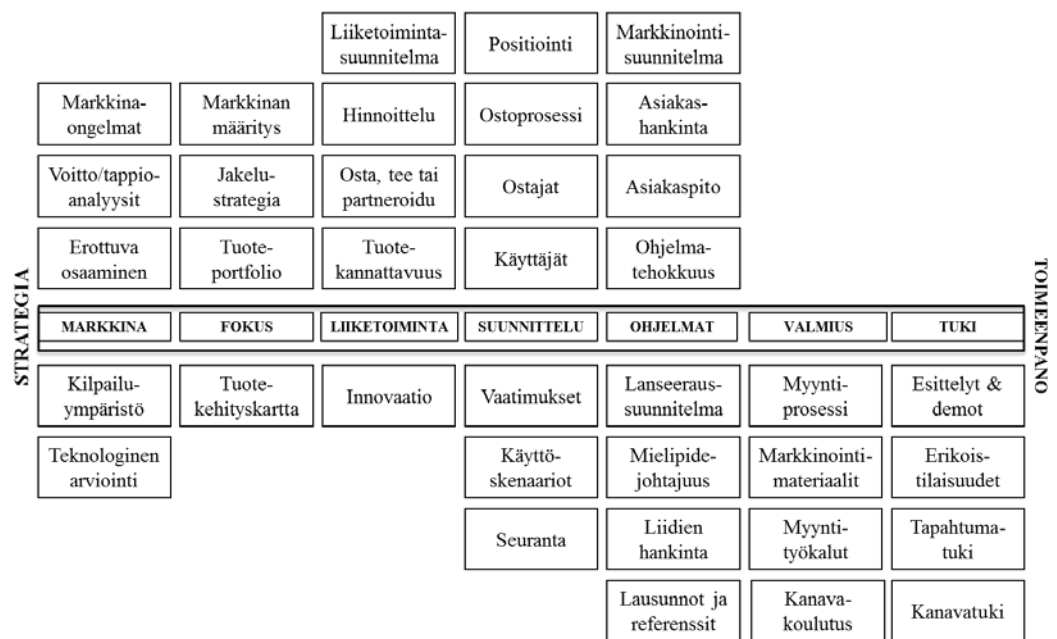 Liiketoiminta-
suunnitelma
Positiointi
Markkinointi-
suunnitelma
Markkina-
ongelmat
Markkinan
määritys
Hinnoittelu
Ostoprosessi
Asiakas-
hankinta
Voitto/tappio-
analyysit
Jakelu-
strategia
Osta, tee tai
partneroidu
Ostajat
Asiakaspito
Erottuva
osaaminen
Tuote-
portfolio
Tuote-
kannattavuus
Käyttäjät
Ohjelma-
tehokkuus
STRATEGIA
MARKKINA
FOKUS
LIIKETOIMINTA
SUUNNITTELU
OHJELMAT
VALMIUS
TUKI
TOIMEENPANO
Kilpailu-
ympäristö
Tuote-
kehityskartta
Innovaatio
Vaatimukset
Lanseeraus-
suunnitelma
Myynti-
prosessi
Esittelyt &
demot
Teknologinen
arviointi
Käyttö-
skenaariot
Mielipide-
johtajuus
Markkinointi-
materiaalit
Erikois-
tilaisuudet
Seuranta
Liidien
hankinta
Myynti-
työkalut
Tapahtuma-
tuki
Lausunnot ja
referenssit
Kanava-
koulutus
Kanavatuki